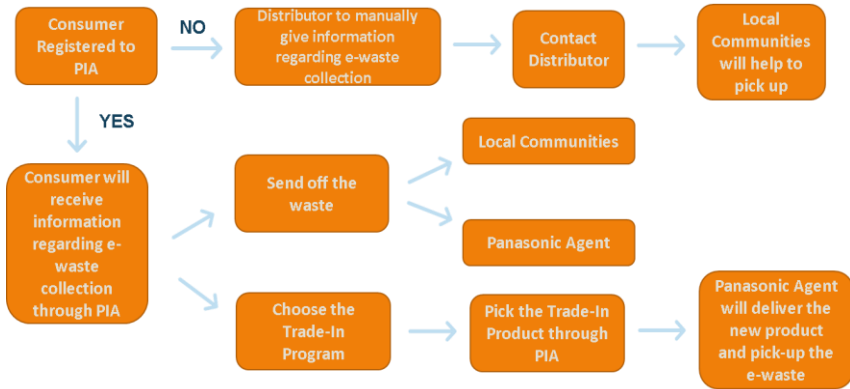 Consumer
Registered to
PIA
NO
Distributor to manually
give information
regarding e-waste
collection
Contact
Distributor
Local
Communities
will help to
pick up
YES
Consumer will
receive
information
regarding e-
waste
collection
through PIA
Send off the
waste
Local Communities
Panasonic Agent
Choose the
Trade-In
Program
Pick the Trade-In
Product through
PIA
Panasonic Agent
will deliver the
new product
and pick-up the
e-waste